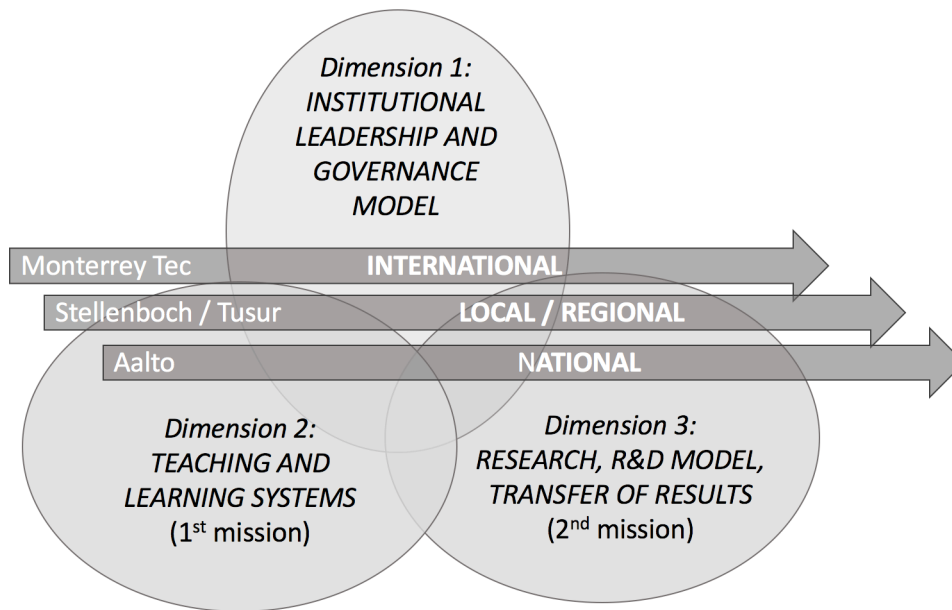 Dimension 1:
INSTITUTIONAL
LEADERSHIP AND
GOVERNANCE
MODEL
Monterrey Tec INTERNATIONAL
Stellenboch / Tusur LOCAL / REGIONAL
Aalto NATIONAL
Dimension 2:
TEACHING AND
LEARNING SYSTEMS
(1st mission)
Dimension 3:
RESEARCH, R&D MODEL,
TRANSFER OF RESULTS
(2nd mission)